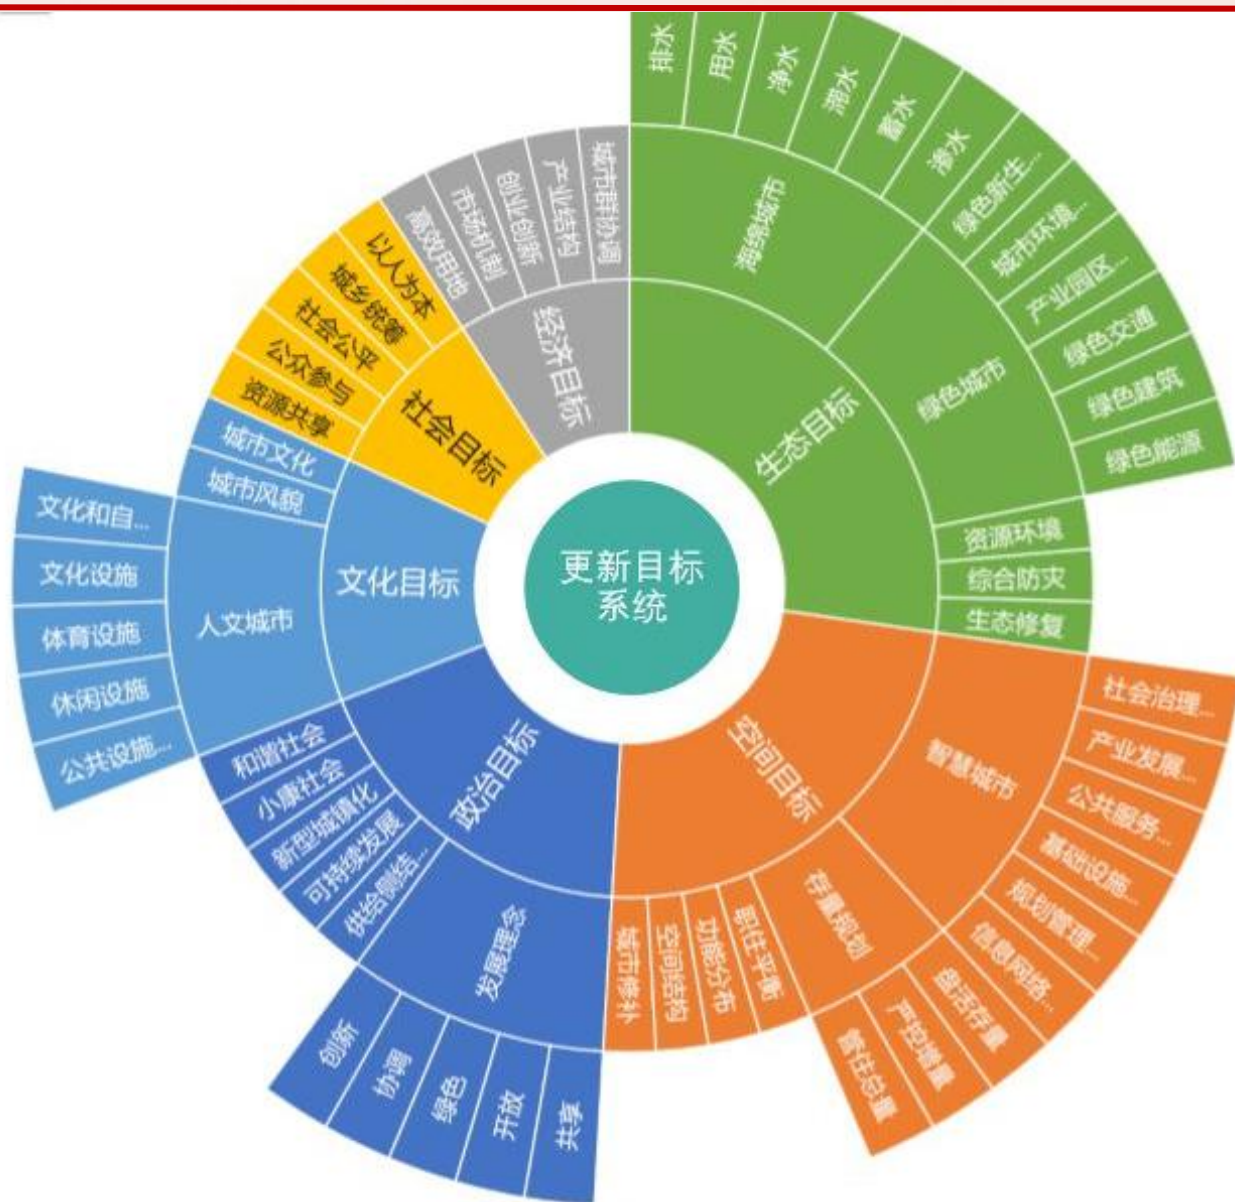 更新目标
系统
生态目标
海绵城市
排水
用水
净水
滞水
蓄水
渗水
绿色城市
绿色新生...
城市环境...
产业园区...
绿色交通
绿色建筑
绿色能源
资源环境
综合防灾
生态修复
空间目标
智慧城市
社会治理...
产业发展...
公共服务...
基础设施...
规划管理...
信息网络...
存量规划
盘活存量
严控增量
管住总量
职住平衡
功能分布
空间结构
城市修补
政治目标
发展理念
共享
开放
绿色
协调
创新
供给侧结...
可持续发展
新型城镇化
小康社会
和谐社会
文化目标
人文城市
公共设施...
休闲设施
体育设施
文化设施
文化和自...
城市风貌
城市文化
社会目标
资源共享
公众参与
社会公平
城乡统筹
以人为本
经济目标
高效用地
市场机制
创业创新
产业结构
城市群协调